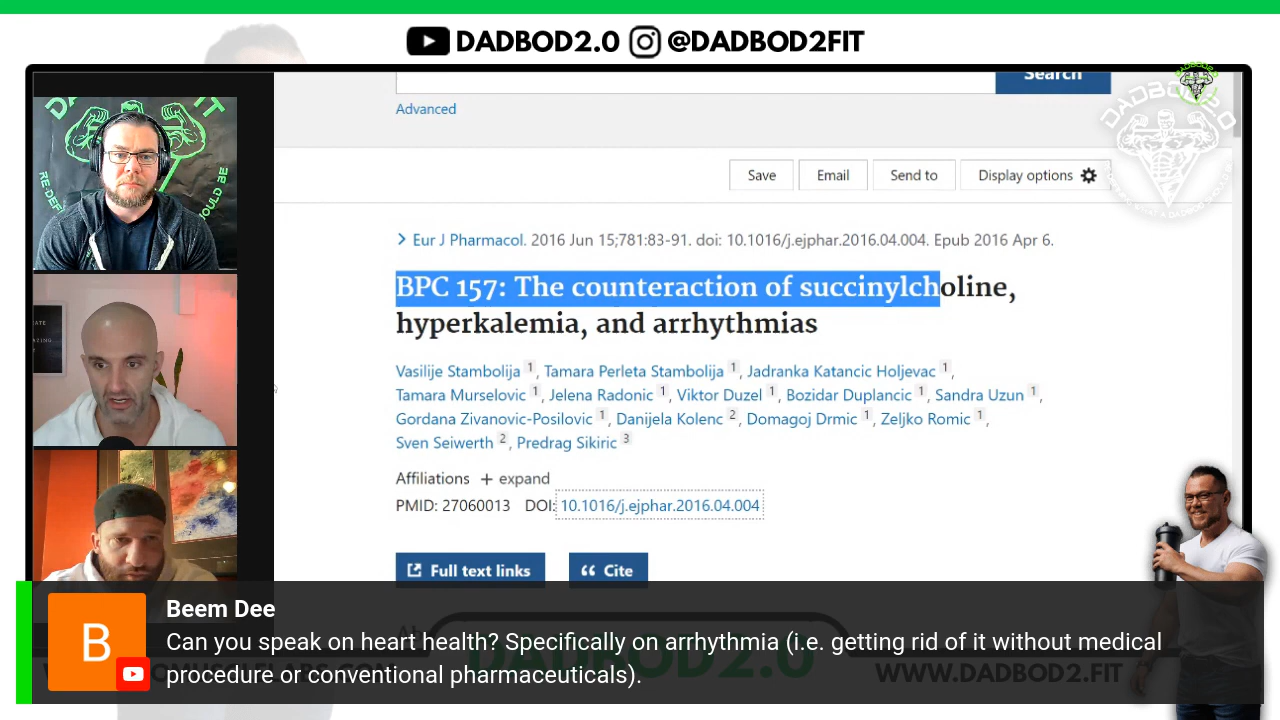 DADBOD2.0 @DADBOD2FIT
Search
Advanced
Save Email Send to Display options
Eur J Pharmacol. 2016 Jun 15;781:83-91. doi: 10.1016/j.ejphar.2016.04.004. Epub 2016 Apr 6.
BPC 157: The counteraction of succinylcholine,
hyperkalemia, and arrhythmias
Vasilije Stambolija 1, Tamara Perleta Stambolija 1, Jadranka Katancic Holjevac 1,
Tamara Murselovic 1, Jelena Radonic 1, Viktor Duzel 1, Bozidar Duplancic 1, Sandra Uzun 1,
Gordana Zivanovic-Posilovic 1, Danijela Kolenc 2, Domagoj Drmic 1, Zeljko Romic 1,
Sven Seiwerth 2, Predrag Sikiric 3
Affiliations + expand
PMID: 27060013 DOI: 10.1016/j.ejphar.2016.04.004
Full text links Cite
DADBOD2.0
B
Beem Dee
Can you speak on heart health? Specifically on arrhythmia (i.e. getting rid of it without medical
procedure or conventional pharmaceuticals).
WWW.DADBOD2.FIT